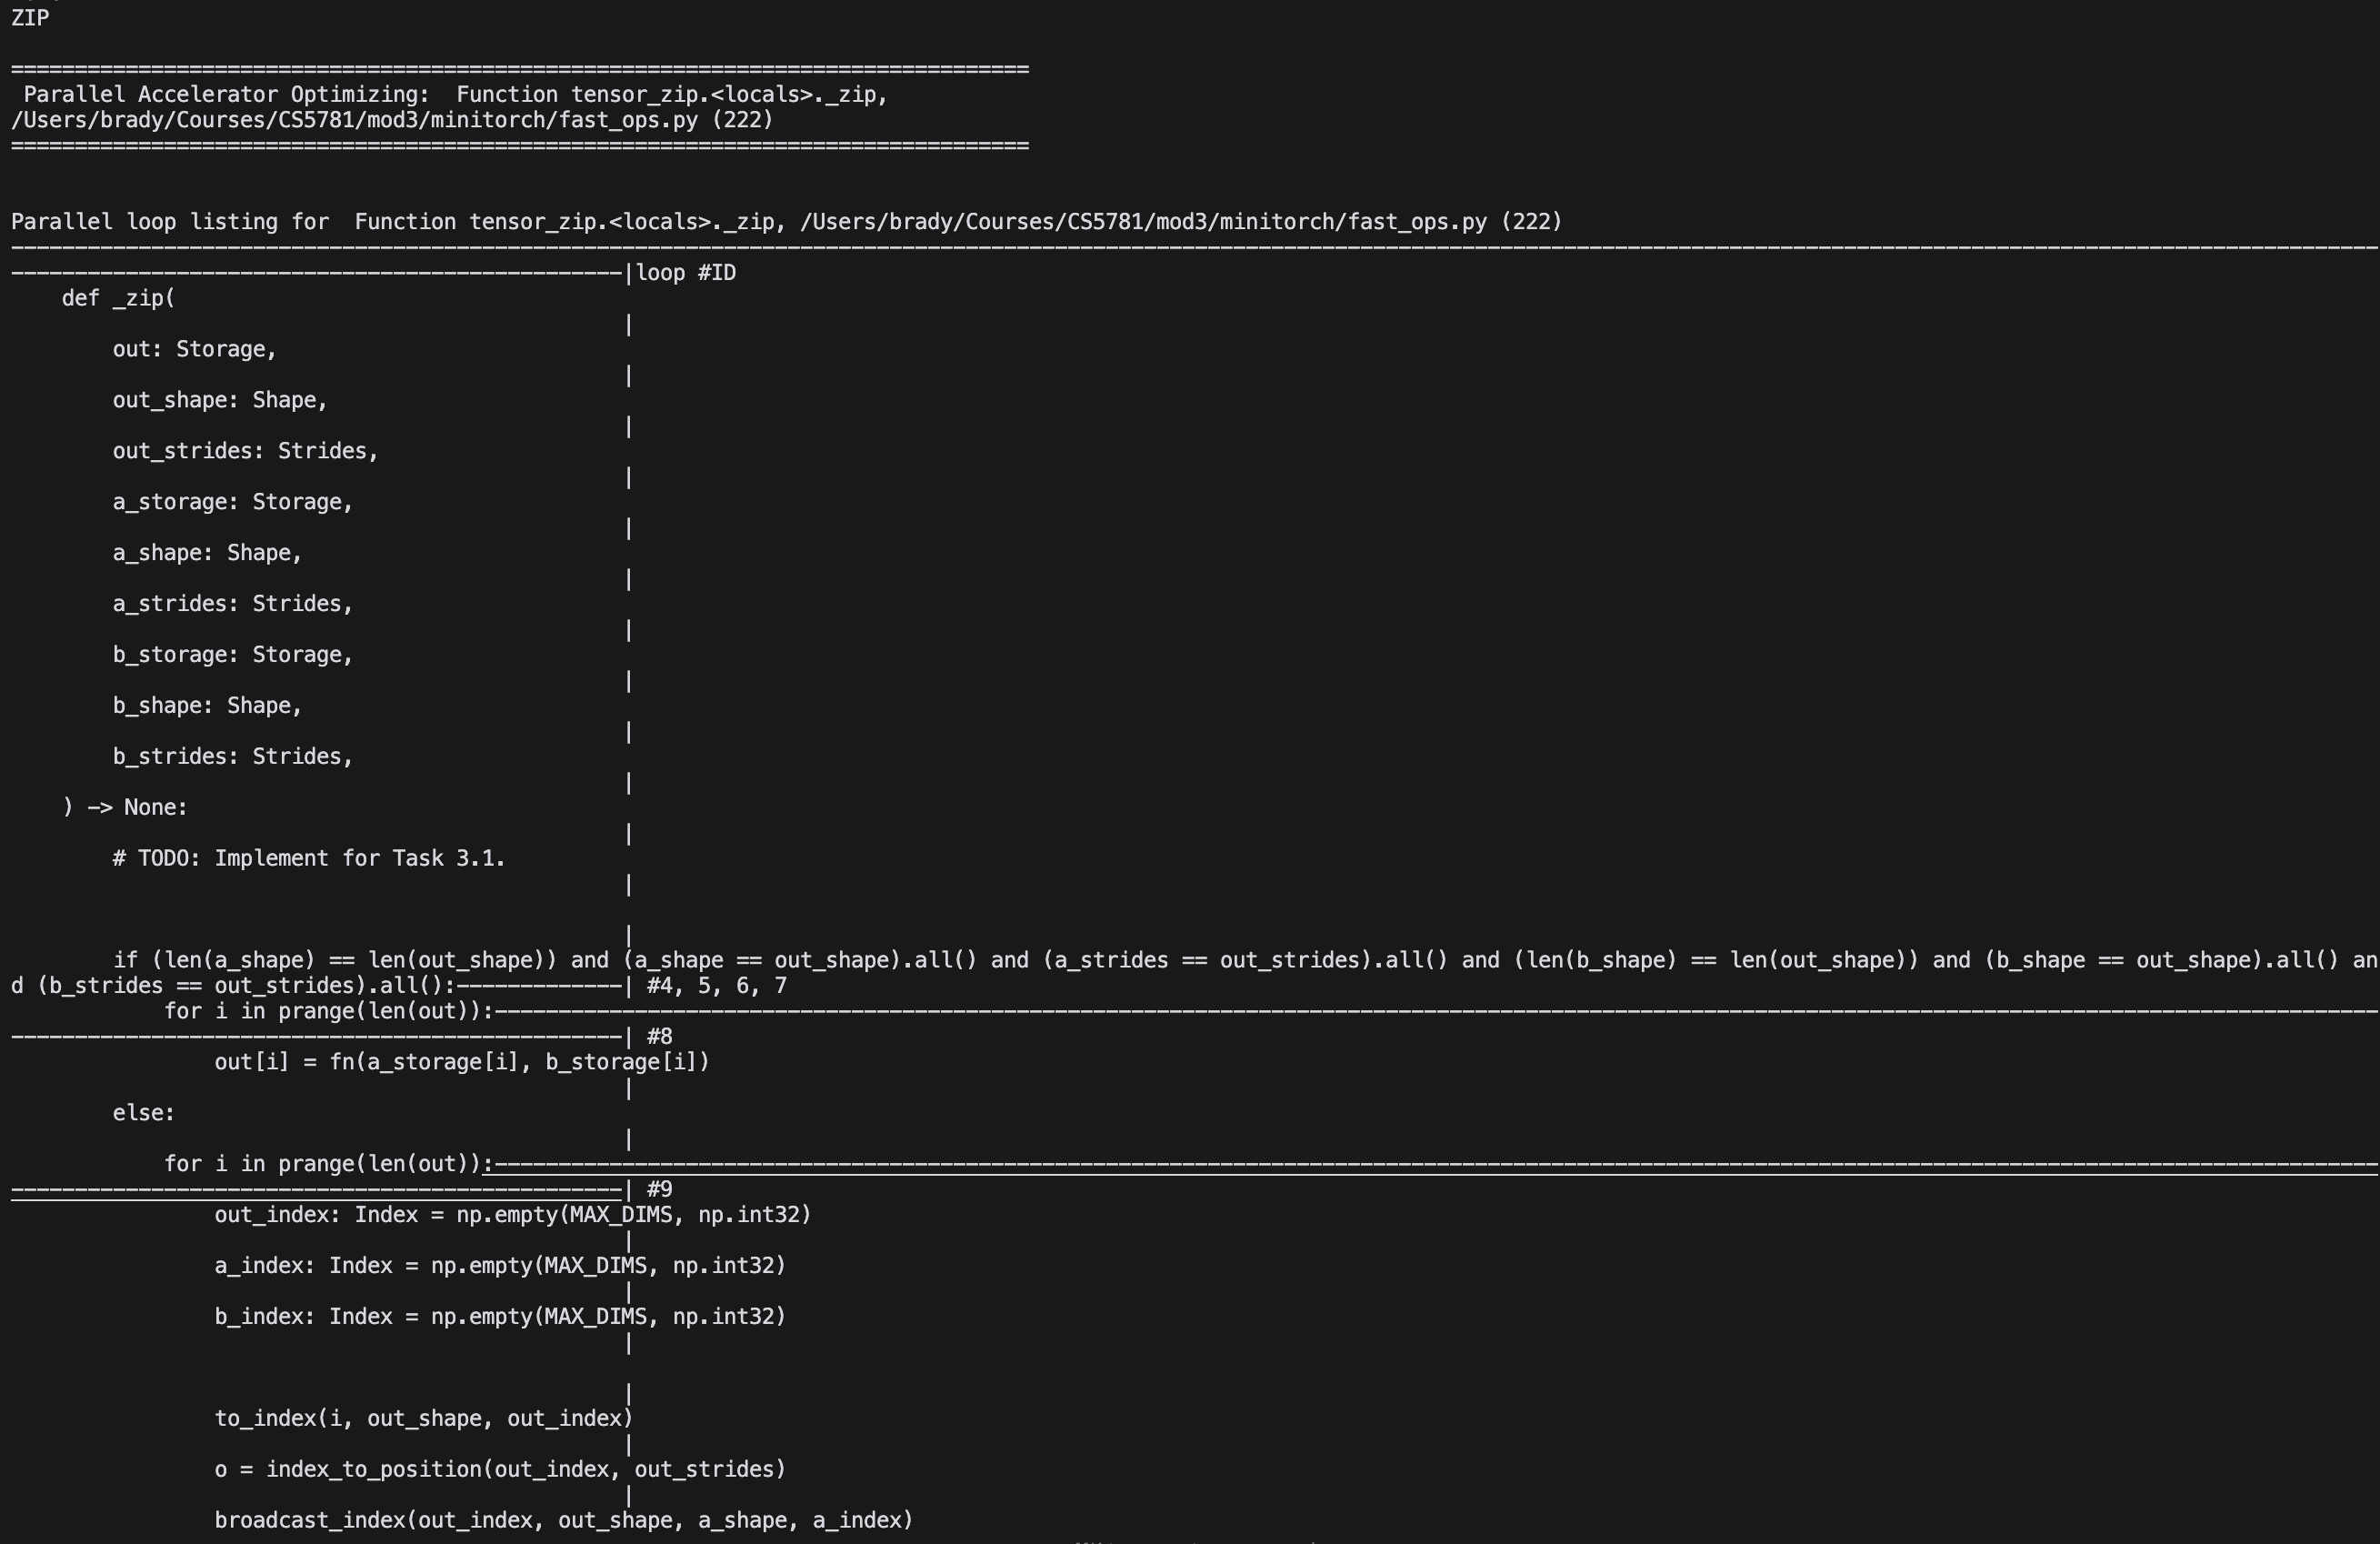 ZIP
================================================================================
 Parallel Accelerator Optimizing:  Function tensor_zip.<locals>._zip,
/Users/brady/Courses/CS5781/mod3/minitorch/fast_ops.py (222)
================================================================================
Parallel loop listing for  Function tensor_zip.<locals>._zip, /Users/brady/Courses/CS5781/mod3/minitorch/fast_ops.py (222)
------------------------------------------------|loop #ID
    def _zip(
|
        out: Storage,
|
        out_shape: Shape,
|
        out_strides: Strides,
|
        a_storage: Storage,
|
        a_shape: Shape,
|
        a_strides: Strides,
|
        b_storage: Storage,
|
        b_shape: Shape,
|
        b_strides: Strides,
|
    ) -> None:
|
        # TODO: Implement for Task 3.1.
|
|
        if (len(a_shape) == len(out_shape)) and (a_shape == out_shape).all() and (a_strides == out_strides).all() and (len(b_shape) == len(out_shape)) and (b_shape == out_shape).all() an
d (b_strides == out_strides).all():-------------| #4, 5, 6, 7
            for i in prange(len(out)):----------------------------------------------------
------------------------------------------------| #8
                out[i] = fn(a_storage[i], b_storage[i])
|
        else:
|
            for i in prange(len(out)):----------------------------------------------------
------------------------------------------------| #9
                out_index: Index = np.empty(MAX_DIMS, np.int32)
|
                a_index: Index = np.empty(MAX_DIMS, np.int32)
|
                b_index: Index = np.empty(MAX_DIMS, np.int32)
|
|
                to_index(i, out_shape, out_index)
|
                o = index_to_position(out_index, out_strides)
|
                broadcast_index(out_index, out_shape, a_shape, a_index)